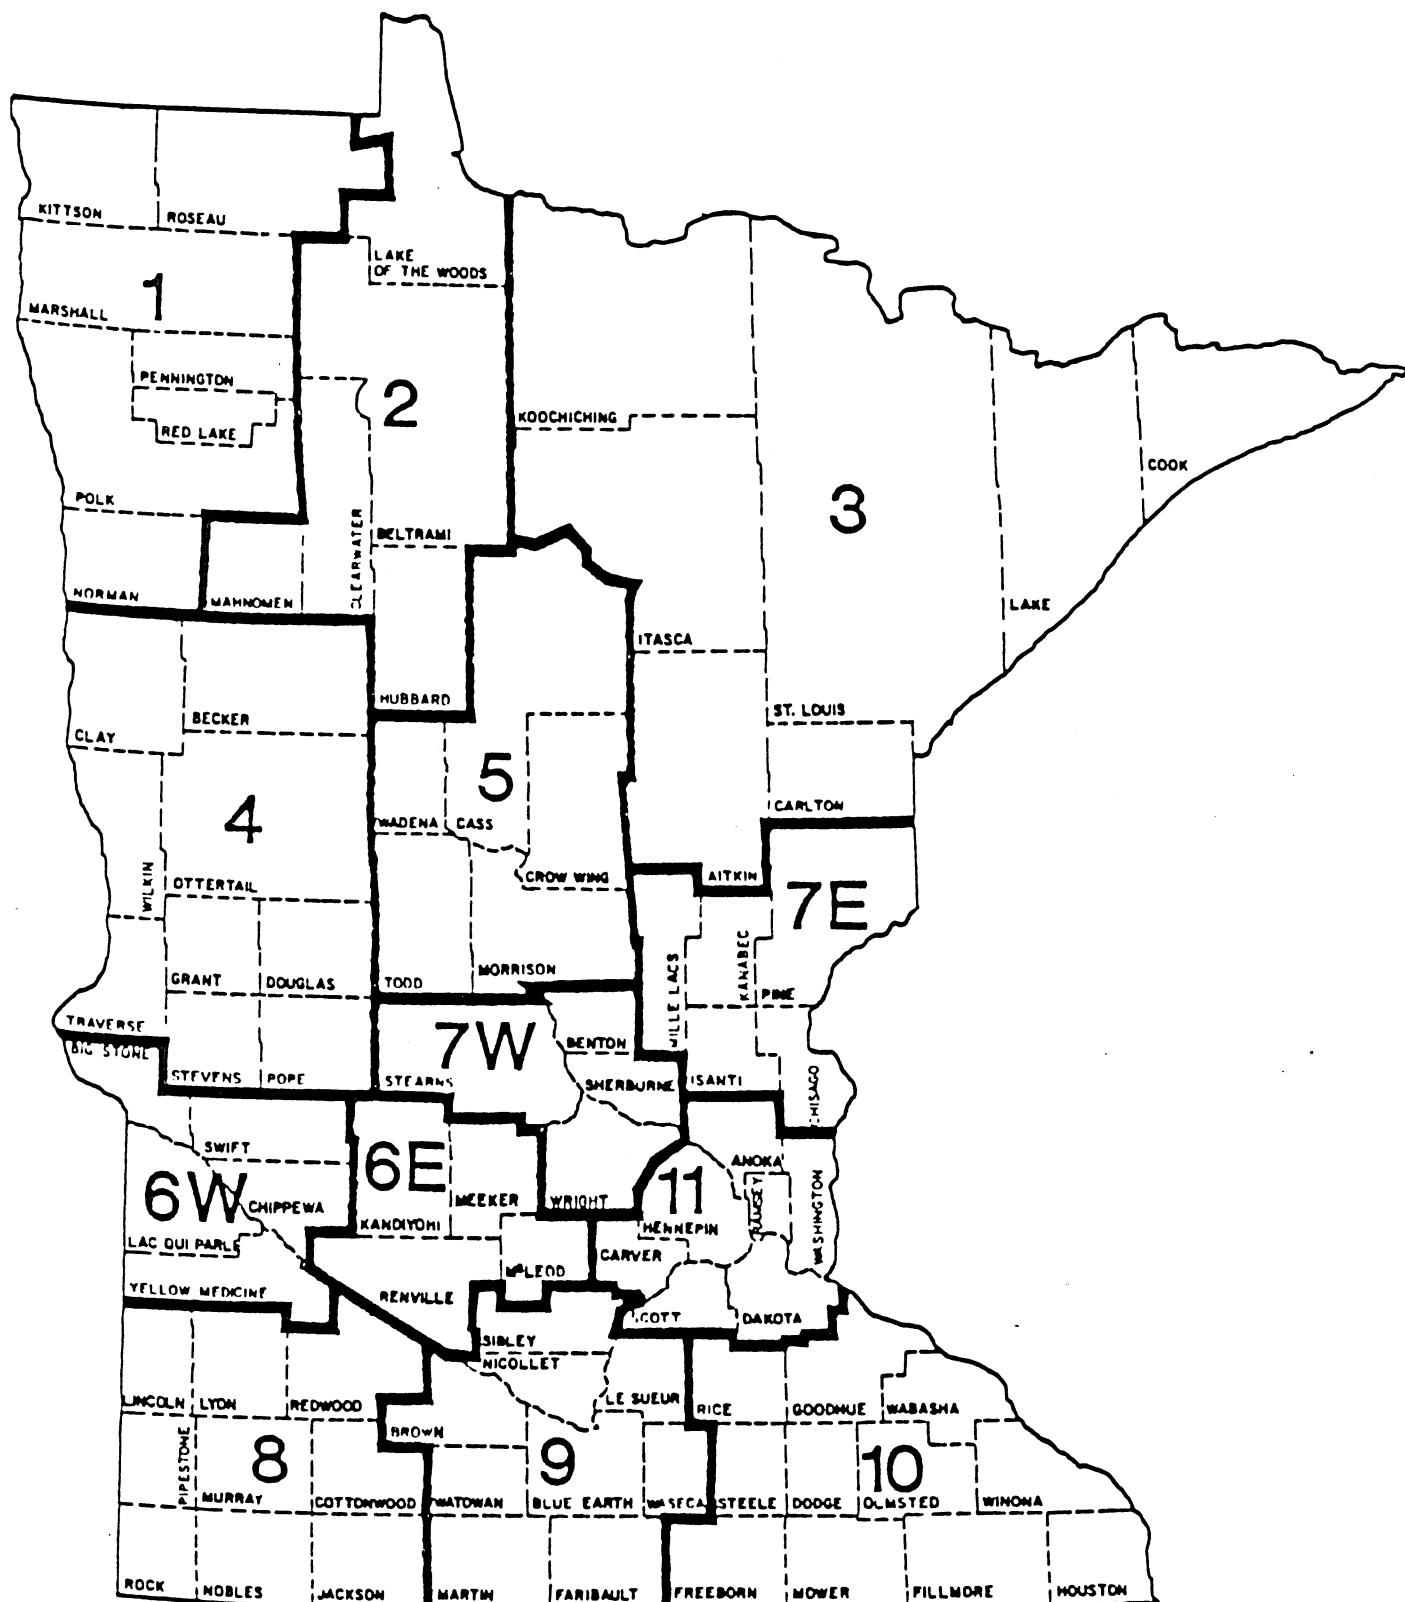 KITTSON
ROSEAU
LAKE
OF THE WOODS
1
MARSHALL
PENNINGTON
2
KOOCHICHING
RED LAKE
COOK
POLK
3
CLEARWATER
BELTRAMI
NORMAN
MAHNOMEN
LAKE
ITASCA
HUBBARD
BECKER
ST. LOUIS
CLAY
5
4
WADENA
CASS
CARLTON
WILKIN
OTTERTAIL
CROW WING
AITKIN
7E
GRANT
DOUGLAS
TODD
MORRISON
MILLE LACS
KANABEC
PINE
TRAVERSE
BIG STONE
7W
BENTON
STEVENS
POPE
STEARNS
SHERBURNE
ISANTI
CHISAGO
SWIFT
6E
ANOKA
6W
CHIPPEWA
MEEKER
WRIGHT
11
RAMSEY
WASHINGTON
KANDIYOHI
HENNEPIN
LAC QUI PARLE
CARVER
McLEOD
YELLOW MEDICINE
RENVILLE
SCOTT
DAKOTA
SIBLEY
NICOLLET
LINCOLN
LYON
REDWOOD
LE SUEUR
RICE
GOODHUE
WABASHA
BROWN
PIPESTONE
8
9
10
MURRAY
COTTONWOOD
WATOWAN
BLUE EARTH
WASECA
STEELE
DODGE
OLMSTED
WINONA
ROCK
NOBLES
JACKSON
MARTIN
FARIBAULT
FREEBORN
MOWER
FILLMORE
HOUSTON